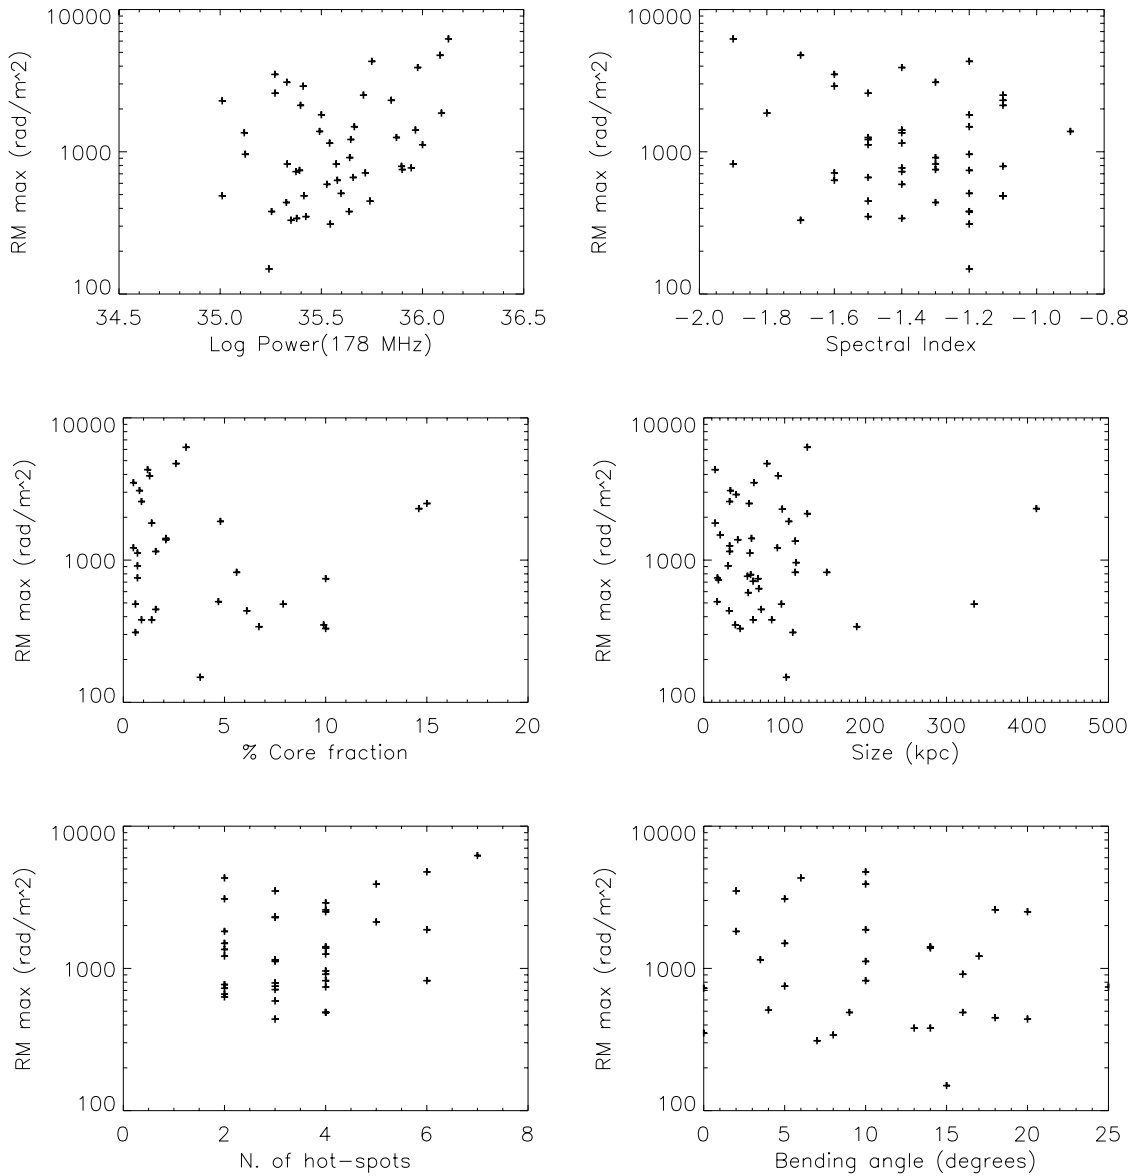 10000
1000
100
RM max (rad/m^2)
34.5 35.0 35.5 36.0 36.5
Log Power(178 MHz)
10000
1000
100
RM max (rad/m^2)
-2.0 -1.8 -1.6 -1.4 -1.2 -1.0 -0.8
Spectral Index
10000
1000
100
RM max (rad/m^2)
0 5 10 15 20
% Core fraction
10000
1000
100
RM max (rad/m^2)
0 100 200 300 400 500
Size (kpc)
10000
1000
100
RM max (rad/m^2)
0 2 4 6 8
N. of hot-spots
10000
1000
100
RM max (rad/m^2)
0 5 10 15 20 25
Bending angle (degrees)